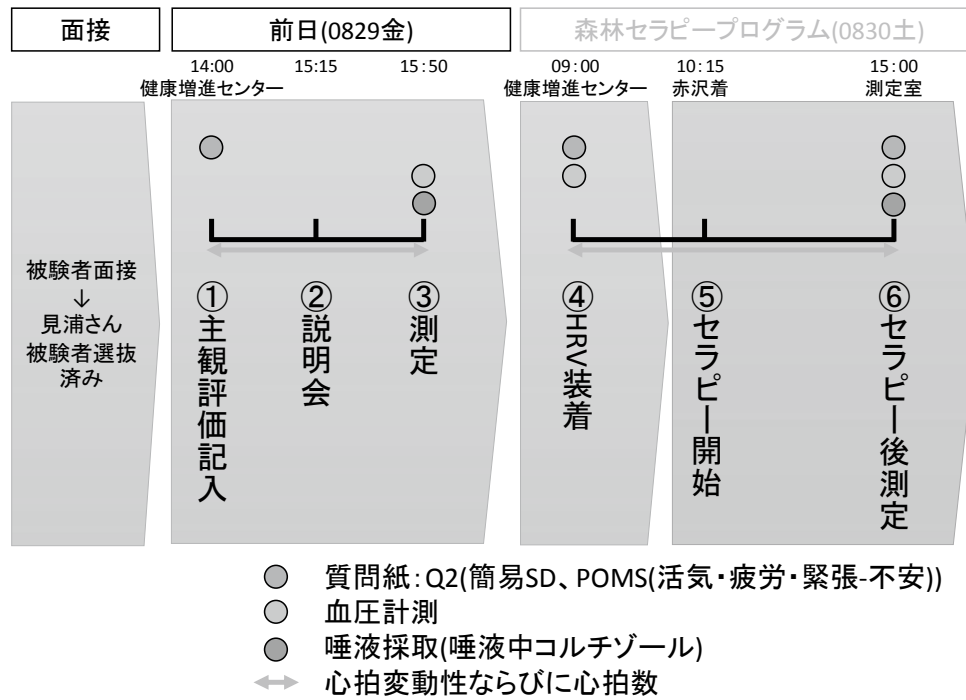 面接
前日(0829金)
森林セラピープログラム(0830土)
14:00
健康増進センター
15:15
15:50
09:00
健康増進センター
10:15
赤沢着
15:00
測定室
被験者面接
↓
見浦さん
被験者選抜
済み
①主観評価記入
②説明会
③測定
④HRV装着
⑤セラピー開始
⑥セラピー後測定
質問紙:Q2(簡易SD、POMS(活気・疲労・緊張-不安))
血圧計測
唾液採取(唾液中コルチゾール)
心拍変動性ならびに心拍数